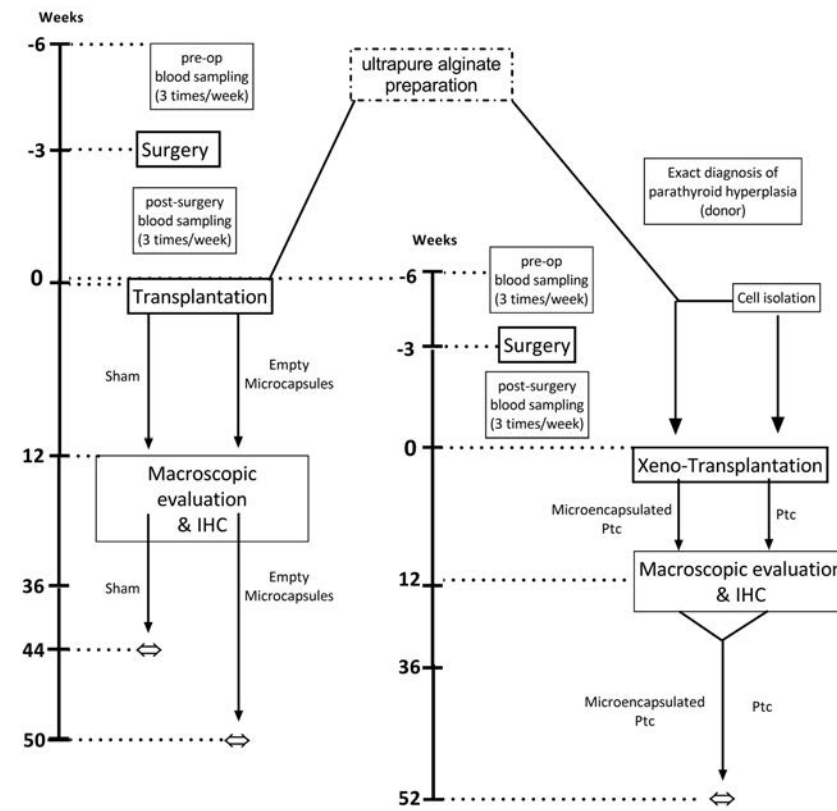 Weeks
-6
pre-op
blood sampling
(3 times/week)
-3
Surgery
post-surgery
blood sampling
(3 times/week)
0
Transplantation
Sham
Empty
Microcapsules
12
Macroscopic
evaluation
& IHC
36
Sham
Empty
Microcapsules
44
50
ultrapure alginate
preparation
Exact diagnosis of
parathyroid hyperplasia
(donor)
Weeks
-6
pre-op
blood sampling
(3 times/week)
Cell isolation
-3
Surgery
post-surgery
blood sampling
(3 times/week)
0
Xeno-Transplantation
Microencapsulated
Ptc
Ptc
12
Macroscopic evaluation
& IHC
36
Microencapsulated
Ptc
Ptc
52